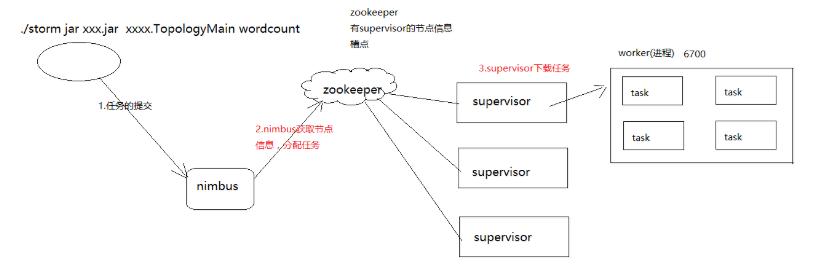 ./storm jar xxx.jar xxxx.TopologyMain wordcount
zookeeper
有supervisor的节点信息
槽点
1.任务的提交
2.nimbus获取节点
信息，分配任务
nimbus
zookeeper
3.supervisor下载任务
supervisor
supervisor
supervisor
worker(进程) 6700
task
task
task
task